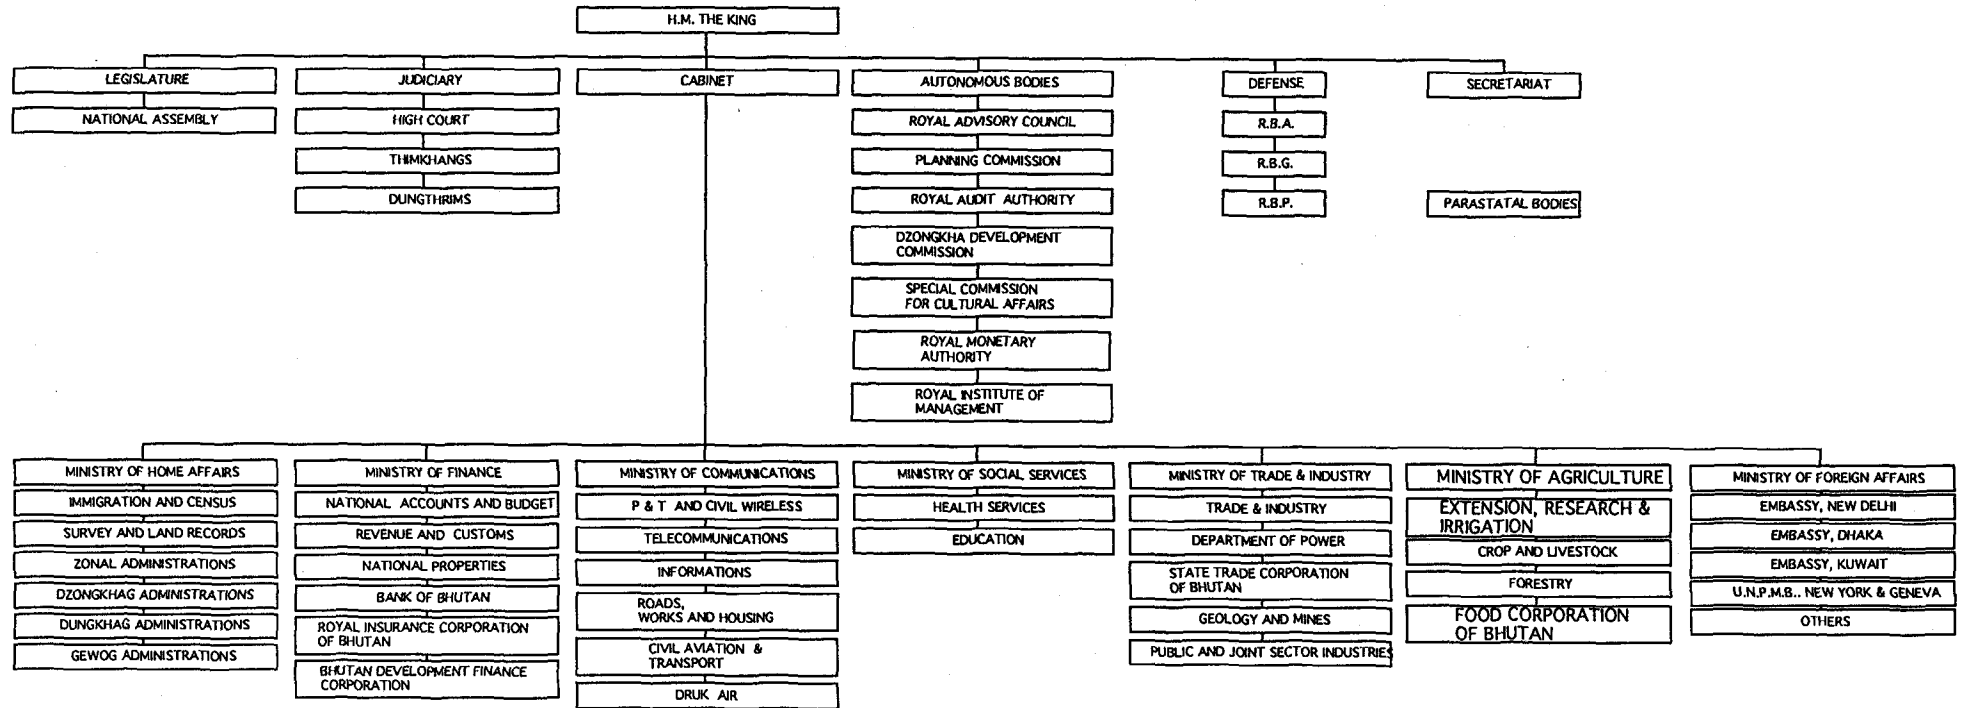 H.M. THE KING
LEGISLATURE
NATIONAL ASSEMBLY
JUDICIARY
HIGH COURT
THIMKHANGS
DUNGTHRIMS
CABINET
AUTONOMOUS BODIES
ROYAL ADVISORY COUNCIL
PLANNING COMMISSION
ROYAL AUDIT AUTHORITY
DZONGKHA DEVELOPMENT
COMMISSION
SPECIAL COMMISSION
FOR CULTURAL AFFAIRS
ROYAL MONETARY
AUTHORITY
ROYAL INSTITUTE OF
MANAGEMENT
DEFENSE
R.B.A.
R.B.G.
R.B.P.
SECRETARIAT
PARASTATAL BODIES
MINISTRY OF HOME AFFAIRS
IMMIGRATION AND CENSUS
SURVEY AND LAND RECORDS
ZONAL ADMINISTRATIONS
DZONGKHAG ADMINISTRATIONS
DUNGKHAG ADMINISTRATIONS
GEWOG ADMINISTRATIONS
MINISTRY OF FINANCE
NATIONAL ACCOUNTS AND BUDGET
REVENUE AND CUSTOMS
NATIONAL PROPERTIES
BANK OF BHUTAN
ROYAL INSURANCE CORPORATION
OF BHUTAN
BHUTAN DEVELOPMENT FINANCE
CORPORATION
MINISTRY OF COMMUNICATIONS
P & T AND CIVIL WIRELESS
TELECOMMUNICATIONS
INFORMATIONS
ROADS,
WORKS AND HOUSING
CIVIL AVIATION &
TRANSPORT
DRUK AIR
MINISTRY OF SOCIAL SERVICES
HEALTH SERVICES
EDUCATION
MINISTRY OF TRADE & INDUSTRY
TRADE & INDUSTRY
DEPARTMENT OF POWER
STATE TRADE CORPORATION
OF BHUTAN
GEOLOGY AND MINES
PUBLIC AND JOINT SECTOR INDUSTRIES
MINISTRY OF AGRICULTURE
EXTENSION, RESEARCH &
IRRIGATION
CROP AND LIVESTOCK
FORESTRY
FOOD CORPORATION
OF BHUTAN
MINISTRY OF FOREIGN AFFAIRS
EMBASSY, NEW DELHI
EMBASSY, DHAKA
EMBASSY, KUWAIT
U.N.P.M.B.. NEW YORK & GENEVA
OTHERS